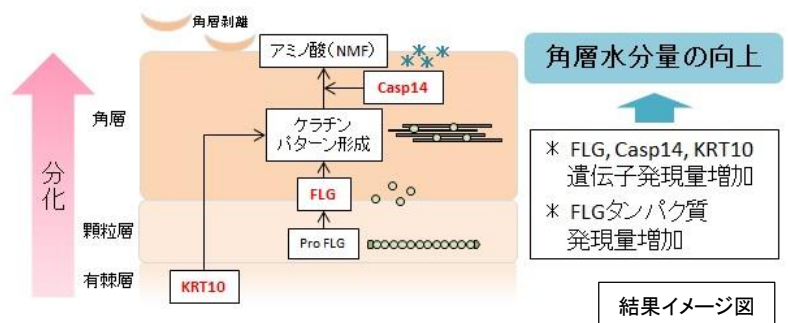 角層剥離
アミノ酸（NMF）
Casp14
角層
ケラチン
パターン形成
分化
FLG
顆粒層
Pro FLG
有棘層
KRT10
角層水分量の向上
＊ FLG, Casp14, KRT10
遺伝子発現量増加
＊ FLGタンパク質
発現量増加
結果イメージ図